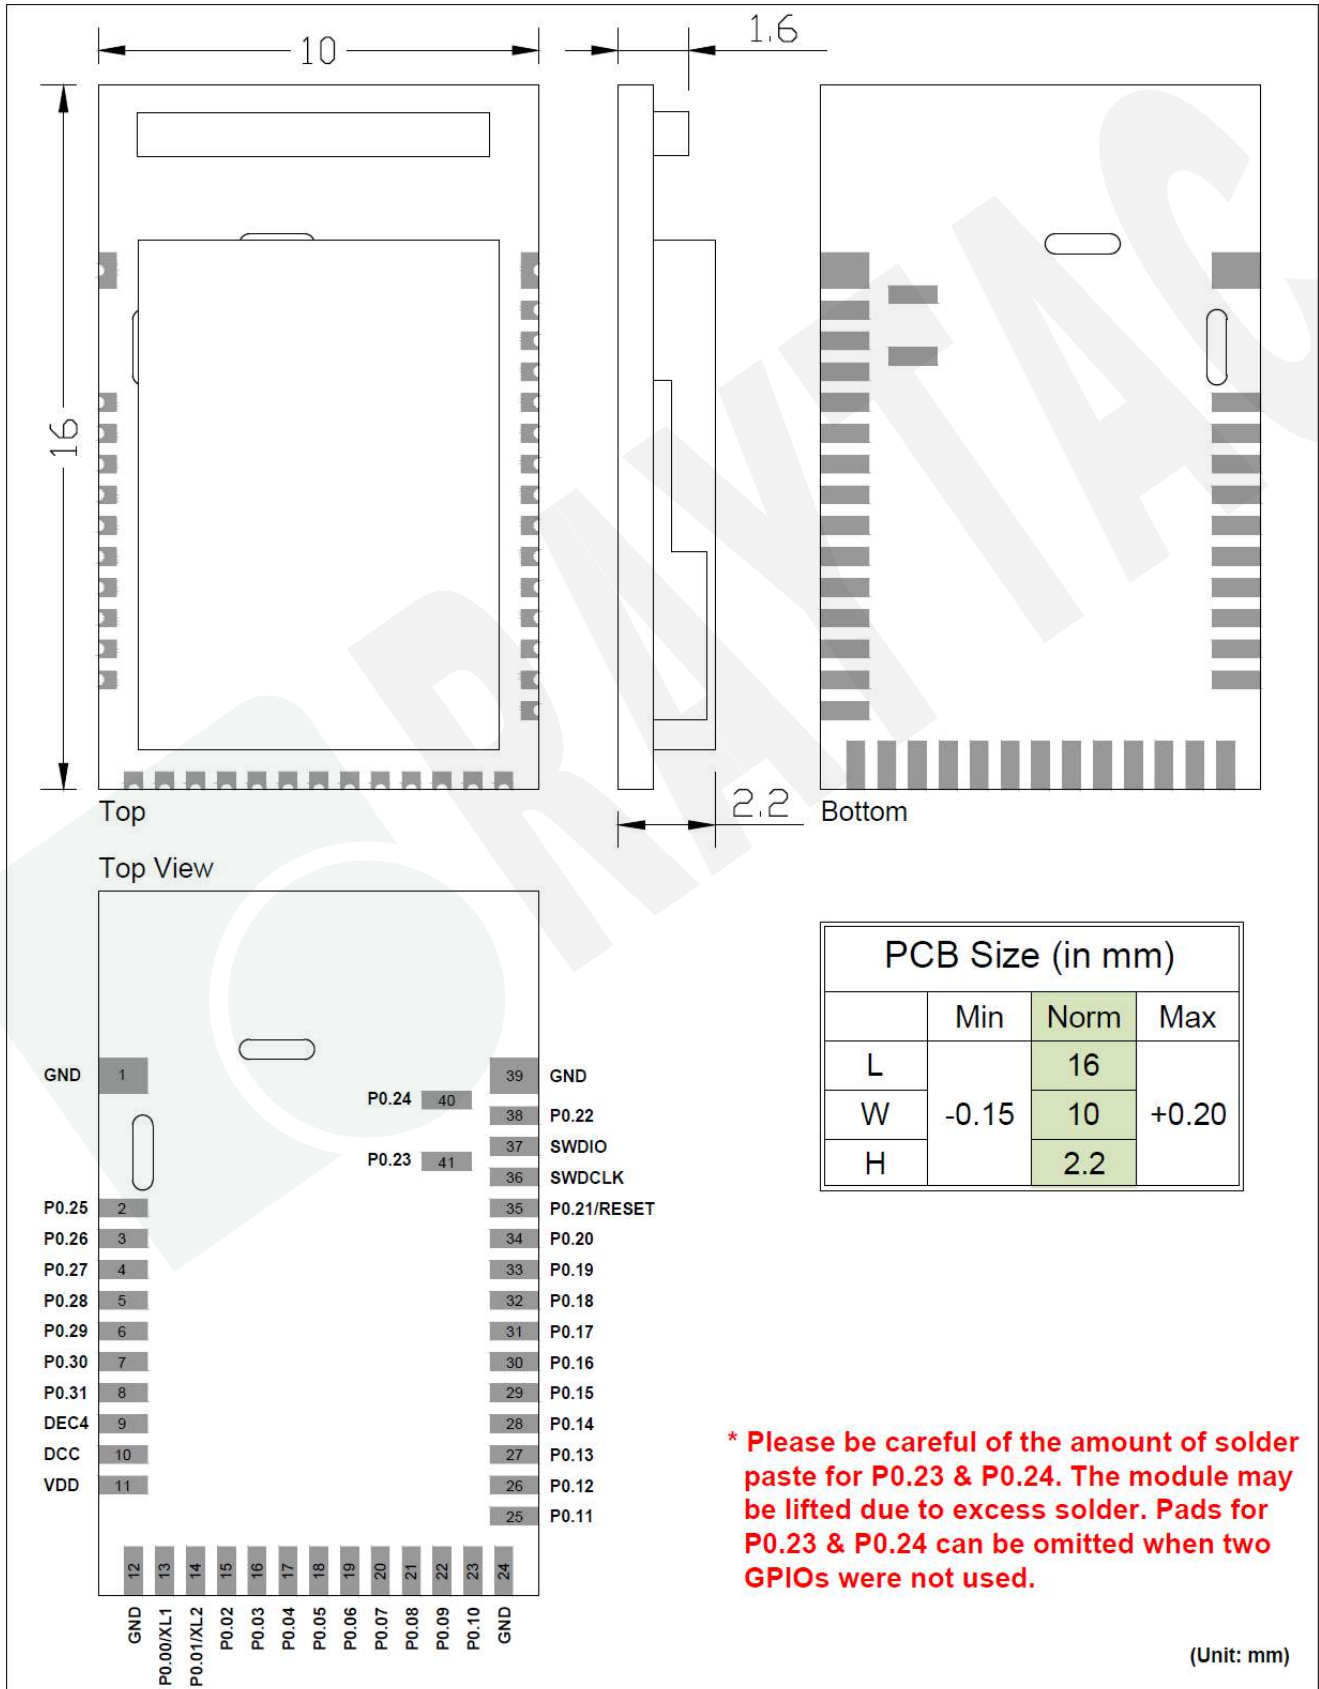 10
1.6
16
2.2
Top
Bottom
RAYTAC
Top View
PCB Size (in mm)
Min Norm Max
L 16
W -0.15 10 +0.20
H 2.2
GND 1
P0.25 2
P0.26 3
P0.27 4
P0.28 5
P0.29 6
P0.30 7
P0.31 8
DEC4 9
DCC 10
VDD 11
P0.24 40
P0.23 41
39 GND
38 P0.22
37 SWDIO
36 SWDCLK
35 P0.21/RESET
34 P0.20
33 P0.19
32 P0.18
31 P0.17
30 P0.16
29 P0.15
28 P0.14
27 P0.13
26 P0.12
25 P0.11
12 13 14 15 16 17 18 19 20 21 22 23 24
GND
P0.00/XL1
P0.01/XL2
P0.02
P0.03
P0.04
P0.05
P0.06
P0.07
P0.08
P0.09
P0.10
GND
* Please be careful of the amount of solder
paste for P0.23 & P0.24. The module may
be lifted due to excess solder. Pads for
P0.23 & P0.24 can be omitted when two
GPIOs were not used.
(Unit: mm)